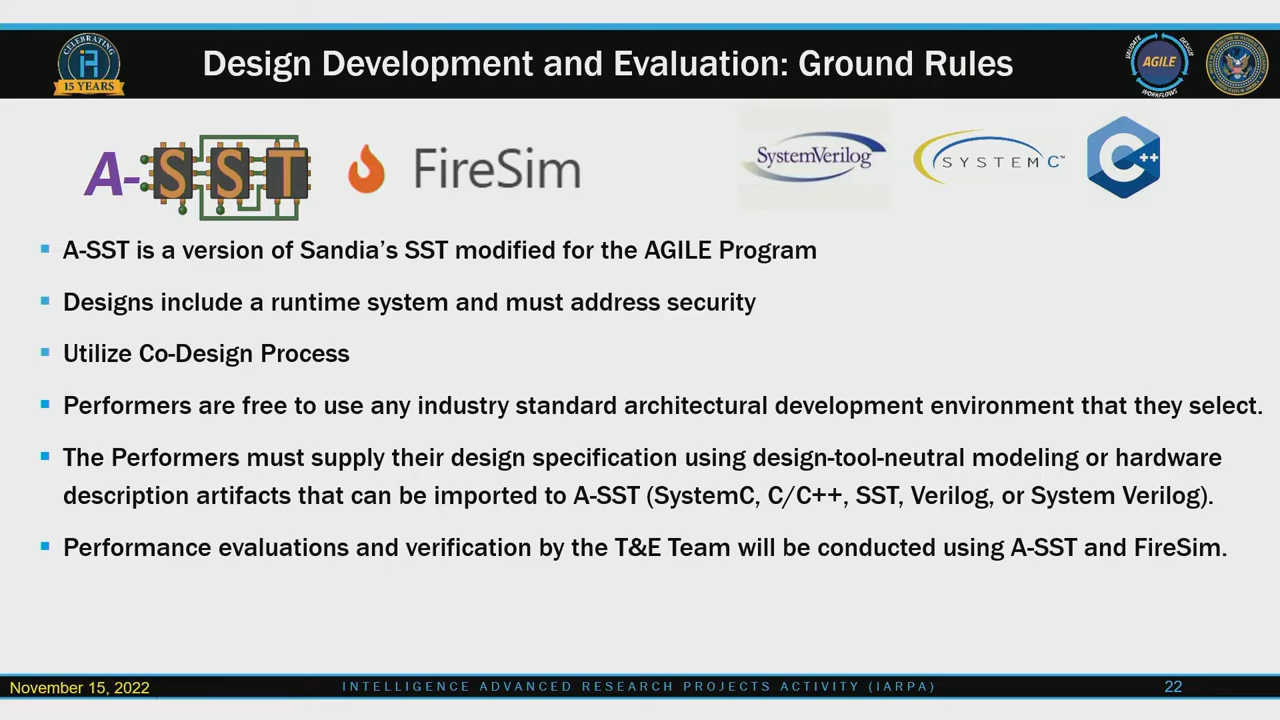 CELEBRATING
15 YEARS
Design Development and Evaluation: Ground Rules
VALIDATE
DESIGN
AGILE
WORKFLOWS
A-SST
FireSim
SystemVerilog
SYSTEM C™
C++
A-SST is a version of Sandia's SST modified for the AGILE Program
Designs include a runtime system and must address security
Utilize Co-Design Process
Performers are free to use any industry standard architectural development environment that they select.
The Performers must supply their design specification using design-tool-neutral modeling or hardware
description artifacts that can be imported to A-SST (SystemC, C/C++, SST, Verilog, or System Verilog).
Performance evaluations and verification by the T&E Team will be conducted using A-SST and FireSim.
November 15, 2022
INTELLIGENCE ADVANCED RESEARCH PROJECTS ACTIVITY (IARPA)
22